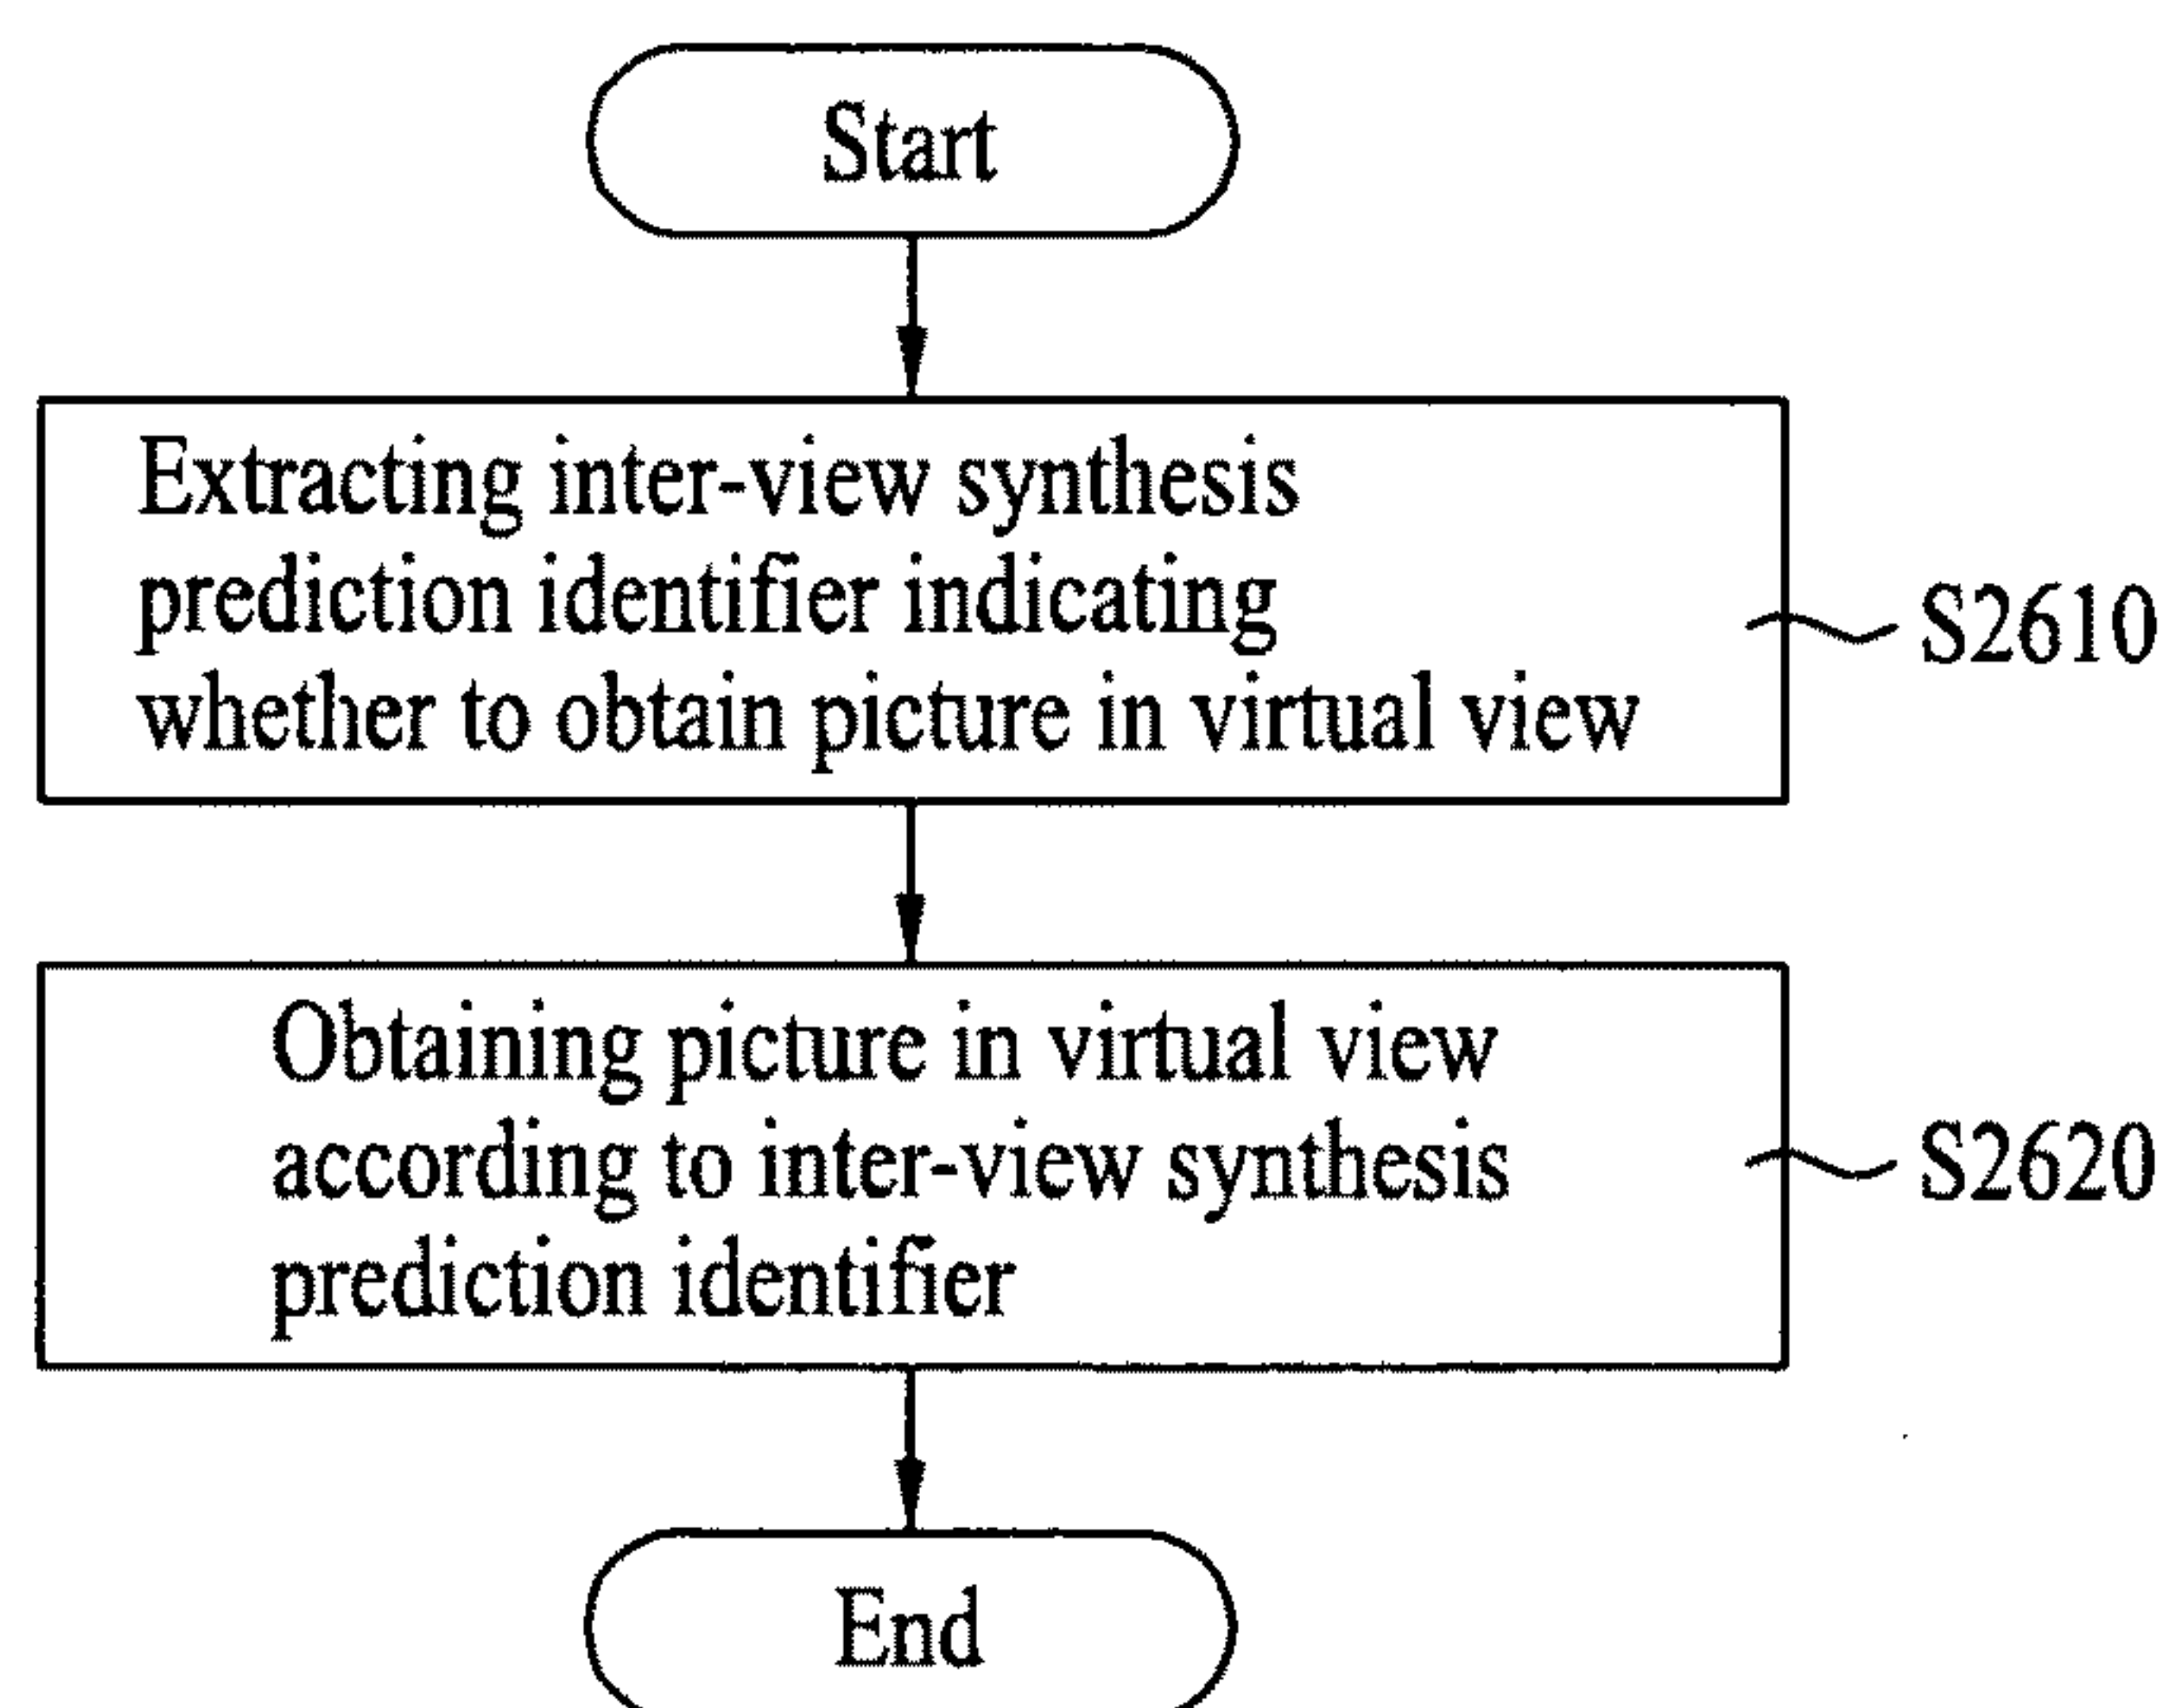 Start
Extracting inter-view synthesis
prediction identifier indicating
whether to obtain picture in virtual view
S2610
Obtaining picture in virtual view
according to inter-view synthesis
prediction identifier
S2620
End